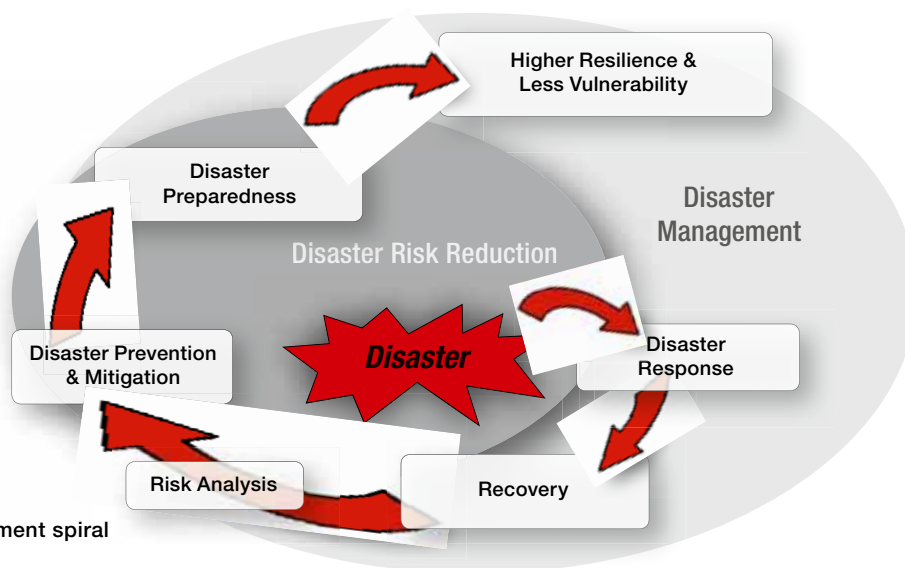 Higher Resilience &
Less Vulnerability
Disaster
Preparedness
Disaster
Management
Disaster Risk Reduction
Disaster
Disaster
Response
Disaster Prevention
& Mitigation
Risk Analysis
Recovery
ment spiral